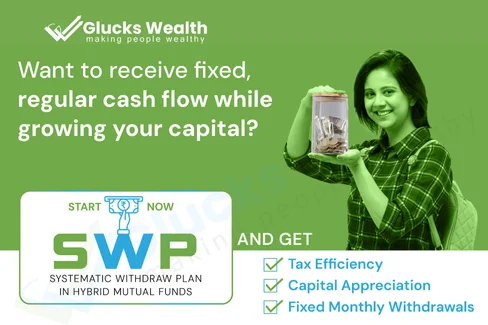 Glucks Wealth
making people wealthy
Want to receive fixed,
regular cash flow while
growing your capital?
START NOW
SWP
SYSTEMATIC WITHDRAW PLAN
IN HYBRID MUTUAL FUNDS
AND GET
Tax Efficiency
Capital Appreciation
Fixed Monthly Withdrawals